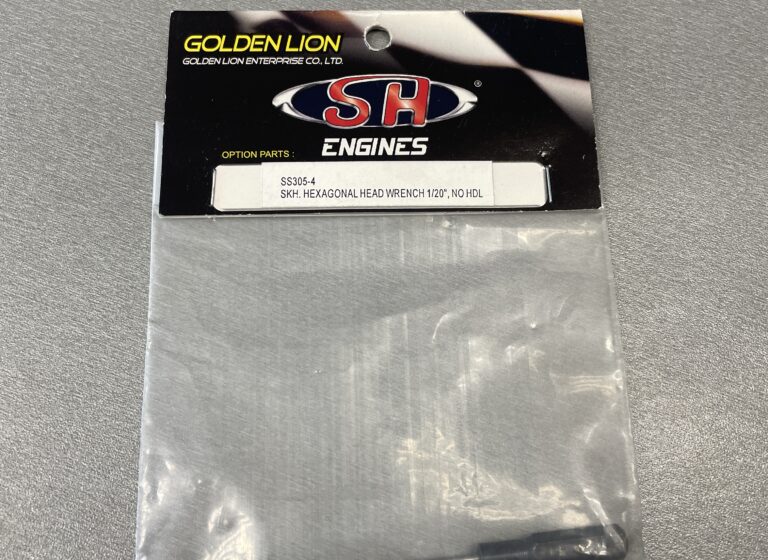 GOLDEN LION
GOLDEN LION ENTERPRISE CO., LTD.
SH ®
ENGINES
OPTION PARTS :
SS305-4
SKH. HEXAGONAL HEAD WRENCH 1/20", NO HDL